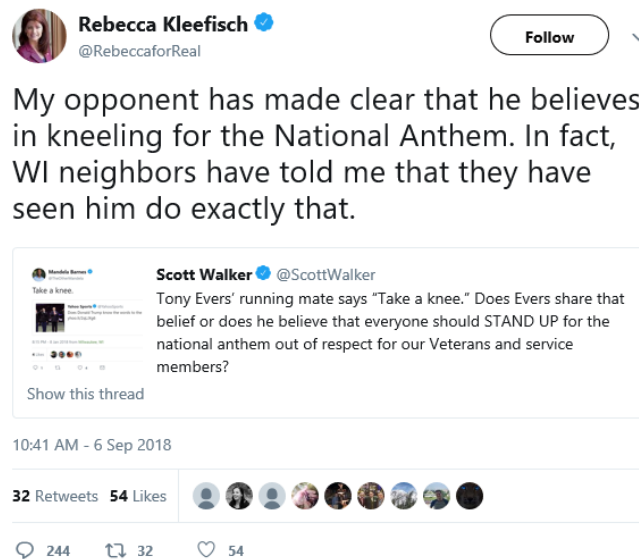 Rebecca Kleefisch
@RebeccaforReal
Follow
My opponent has made clear that he believes
in kneeling for the National Anthem. In fact,
WI neighbors have told me that they have
seen him do exactly that.
Scott Walker @ScottWalker
Tony Evers' running mate says "Take a knee." Does Evers share that
belief or does he believe that everyone should STAND UP for the
national anthem out of respect for our Veterans and service
members?
Mandela Barnes
Take a knee.
Show this thread
10:41 AM - 6 Sep 2018
32 Retweets 54 Likes
244 32 54